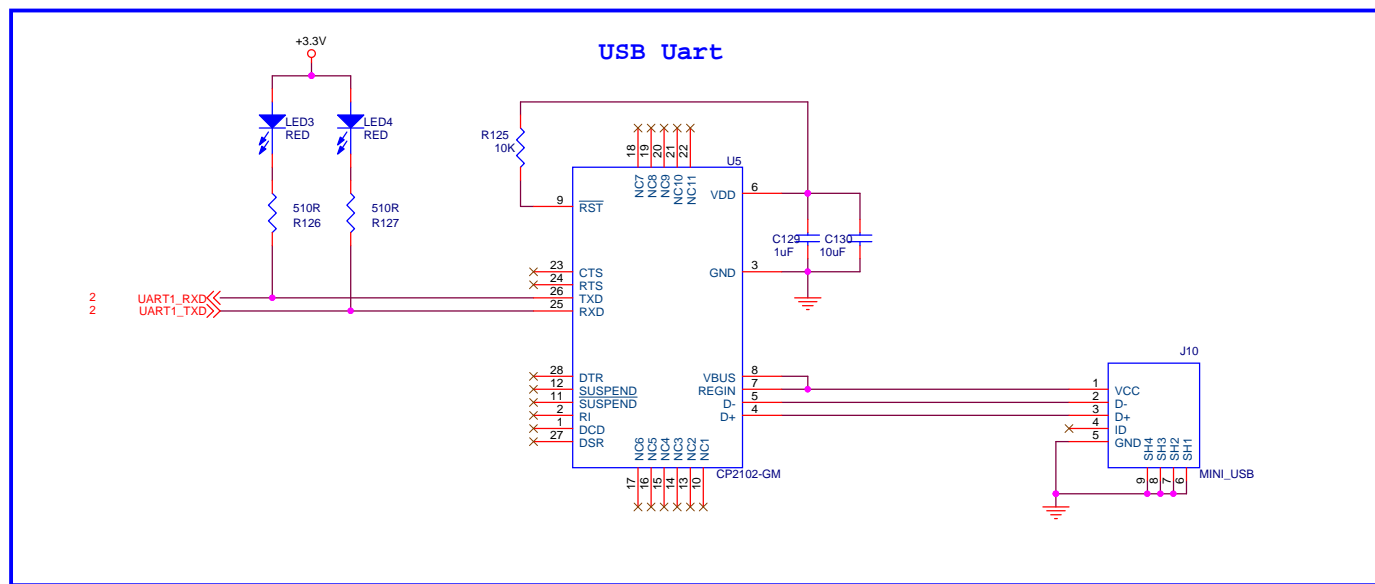 USB Uart
+3.3V
LED3
RED
LED4
RED
510R
R126
510R
R127
2 UART1_RXD
2 UART1_TXD
R125
10K
U5
18 19 20 21 22
NC7 NC8 NC9 NC10 NC11
9 RST
23 CTS
24 RTS
26 TXD
25 RXD
28 DTR
12 SUSPEND
11 SUSPEND
2 RI
1 DCD
27 DSR
VDD 6
GND 3
VBUS 8
REGIN 7
D- 5
D+ 4
NC6 NC5 NC4 NC3 NC2 NC1
17 16 15 14 13 10
CP2102-GM
C129
1uF
C130
10uF
J10
1 VCC
2 D-
3 D+
4 ID
5 GND
SH4 SH3 SH2 SH1
9 8 7 6
MINI_USB